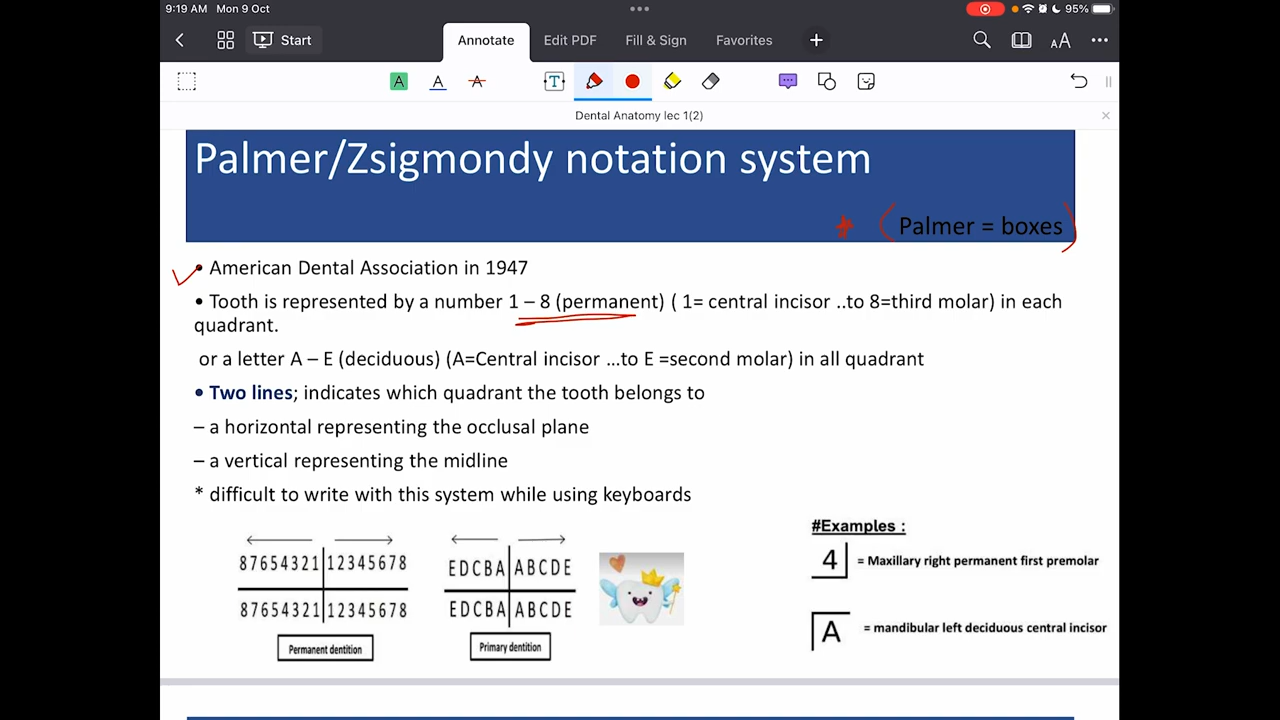 9:19 AM Mon 9 Oct
95%
Start
Annotate
Edit PDF
Fill & Sign
Favorites
AA
A
A
A
T
Dental Anatomy lec 1(2)
Palmer/Zsigmondy notation system
(Palmer = boxes)
• American Dental Association in 1947
• Tooth is represented by a number 1 – 8 (permanent) ( 1= central incisor ..to 8=third molar) in each
quadrant.
or a letter A – E (deciduous) (A=Central incisor ...to E =second molar) in all quadrant
• Two lines; indicates which quadrant the tooth belongs to
– a horizontal representing the occlusal plane
– a vertical representing the midline
* difficult to write with this system while using keyboards
87654321 12345678
87654321 12345678
Permanent dentition
EDCBA ABCDE
EDCBA ABCDE
Primary dentition
#Examples :
4 = Maxillary right permanent first premolar
A = mandibular left deciduous central incisor